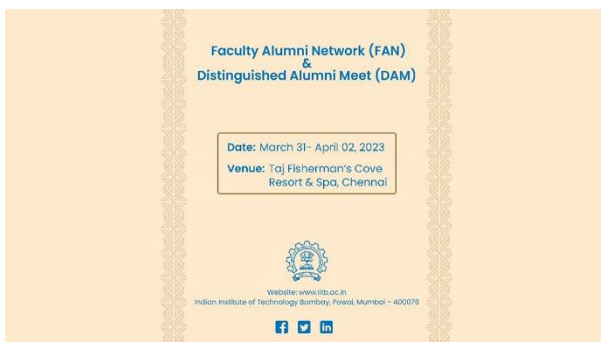 Faculty Alumni Network (FAN)
&
Distinguished Alumni Meet (DAM)
Date: March 31- April 02, 2023
Venue: Taj Fisherman's Cove
Resort & Spa, Chennai
Website: www.iitb.ac.in
Indian Institute of Technology Bombay, Powai, Mumbai - 400076